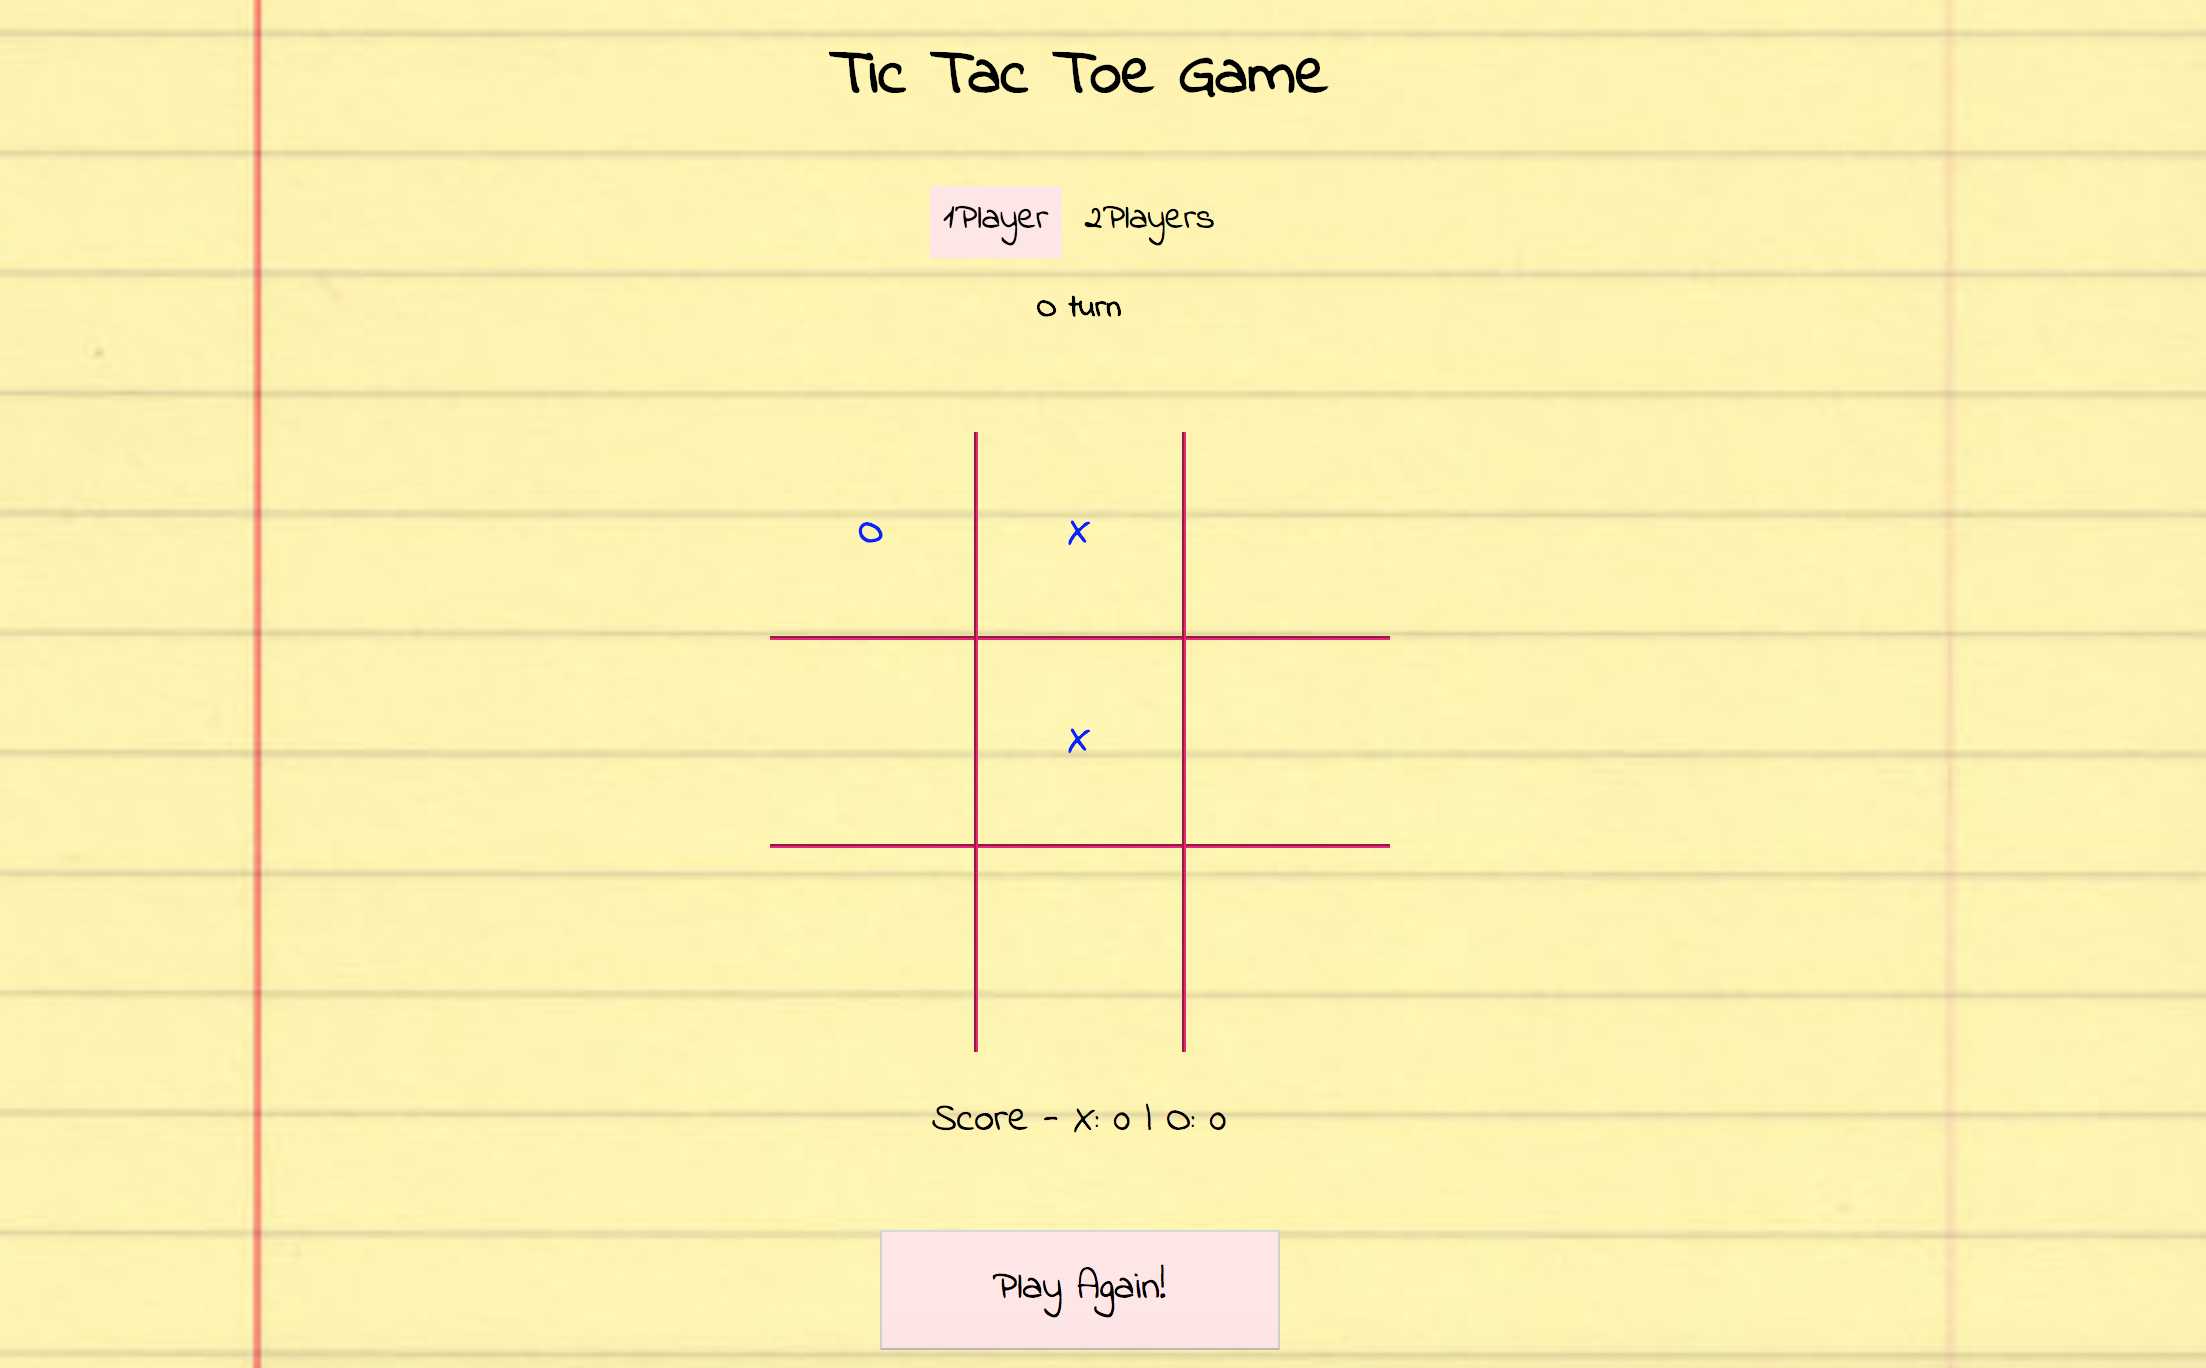 Tic Tac Toe Game
1Player 2Players
O turn
O X
X
Score - X: 0 | O: 0
Play Again!